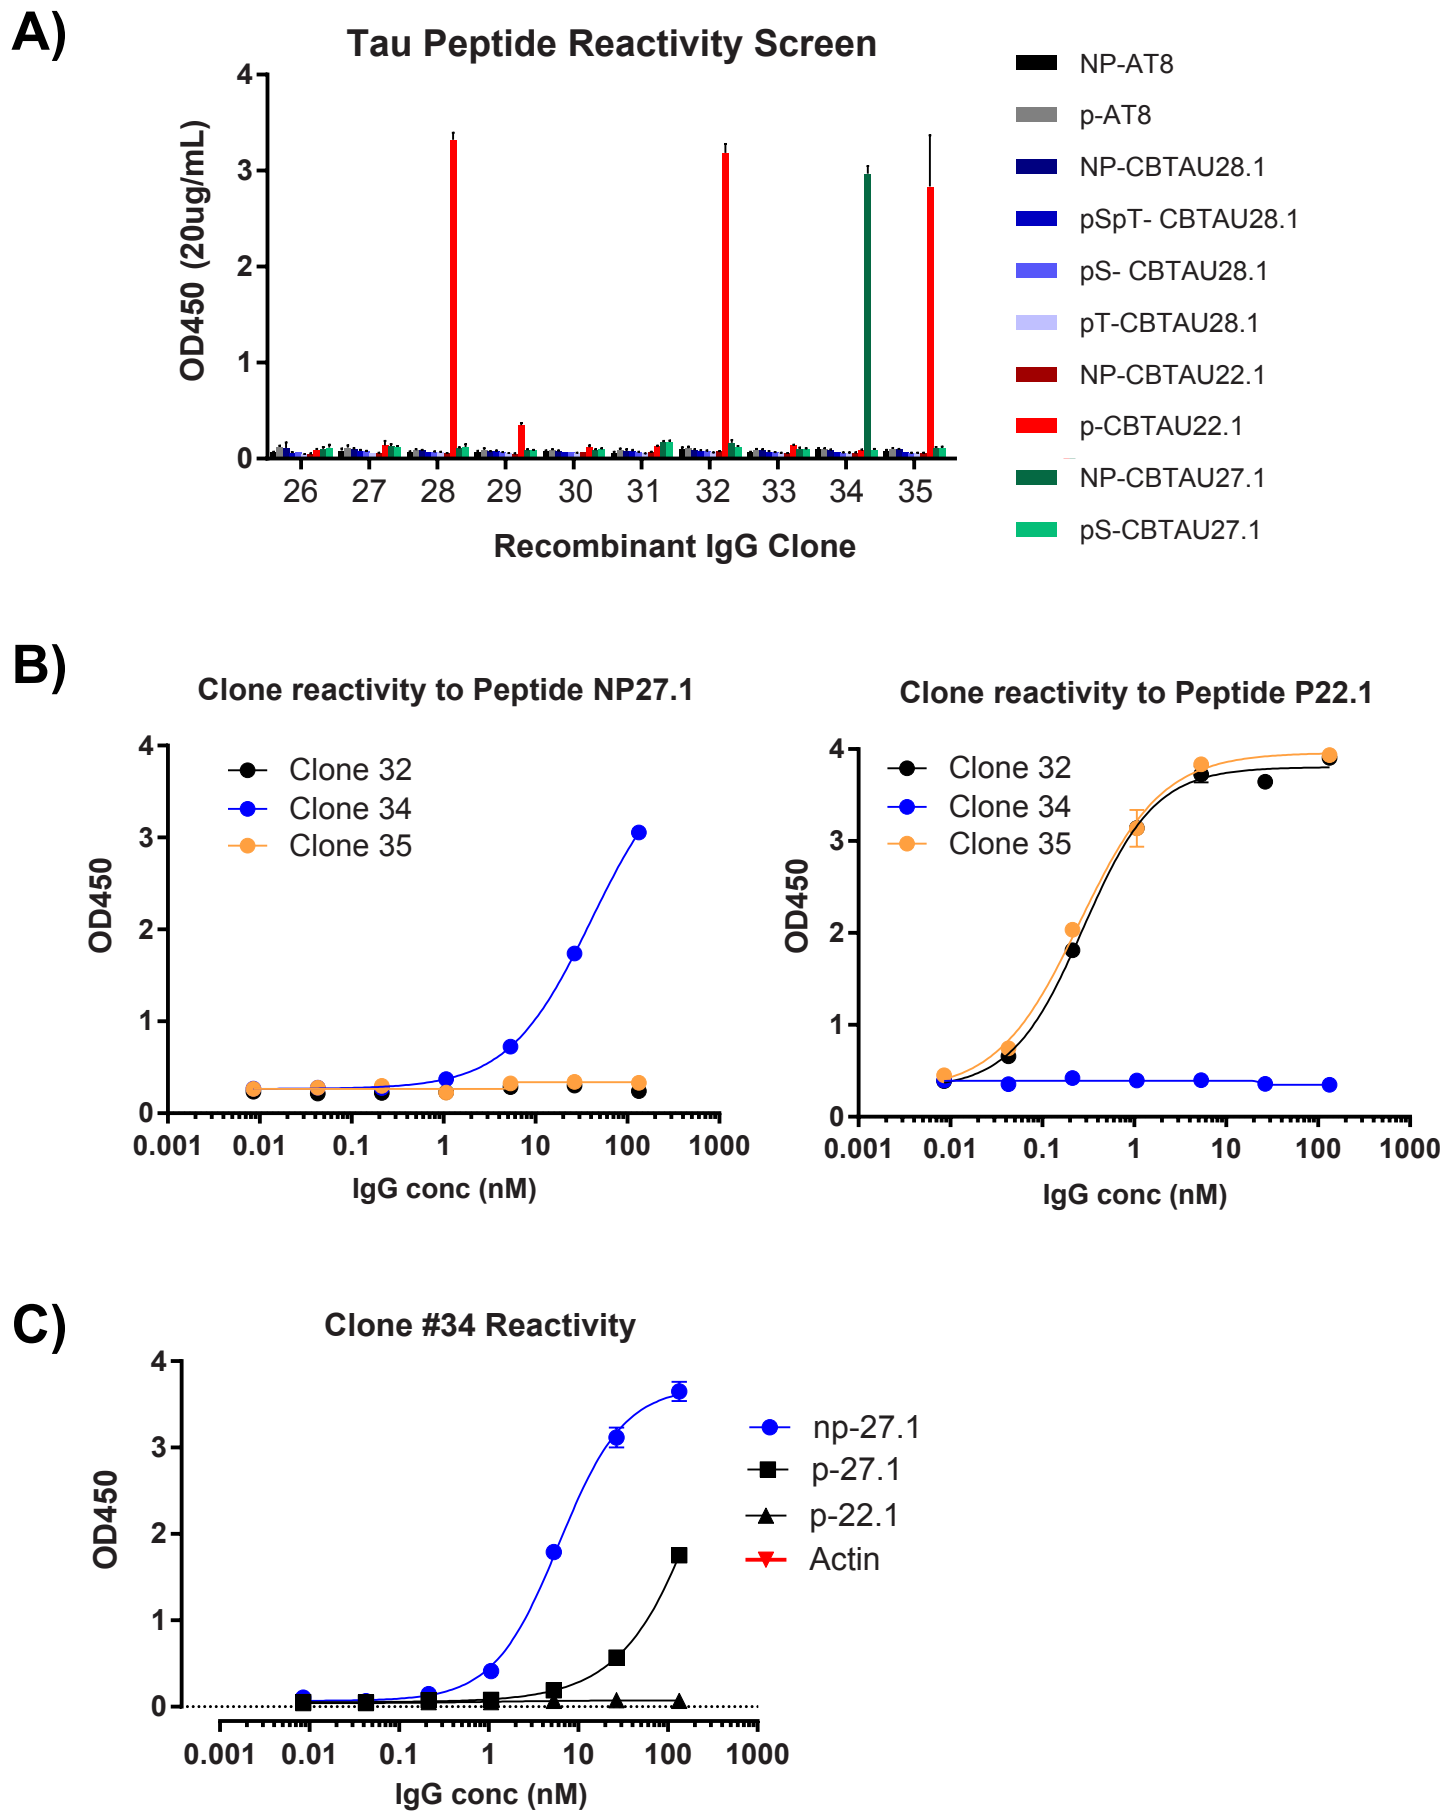 A)
Tau Peptide Reactivity Screen
OD450 (20ug/mL)
4
3
2
1
0
26 27 28 29 30 31 32 33 34 35
Recombinant IgG Clone
NP-AT8
p-AT8
NP-CBTAU28.1
pSpT- CBTAU28.1
pS- CBTAU28.1
pT-CBTAU28.1
NP-CBTAU22.1
p-CBTAU22.1
NP-CBTAU27.1
pS-CBTAU27.1
B)
Clone reactivity to Peptide NP27.1
OD450
4
3
2
1
0
Clone 32
Clone 34
Clone 35
0.001 0.01 0.1 1 10 100 1000
IgG conc (nM)
Clone reactivity to Peptide P22.1
OD450
4
3
2
1
0
Clone 32
Clone 34
Clone 35
0.001 0.01 0.1 1 10 100 1000
IgG conc (nM)
C)
Clone #34 Reactivity
OD450
4
3
2
1
0
0.001 0.01 0.1 1 10 100 1000
IgG conc (nM)
np-27.1
p-27.1
p-22.1
Actin